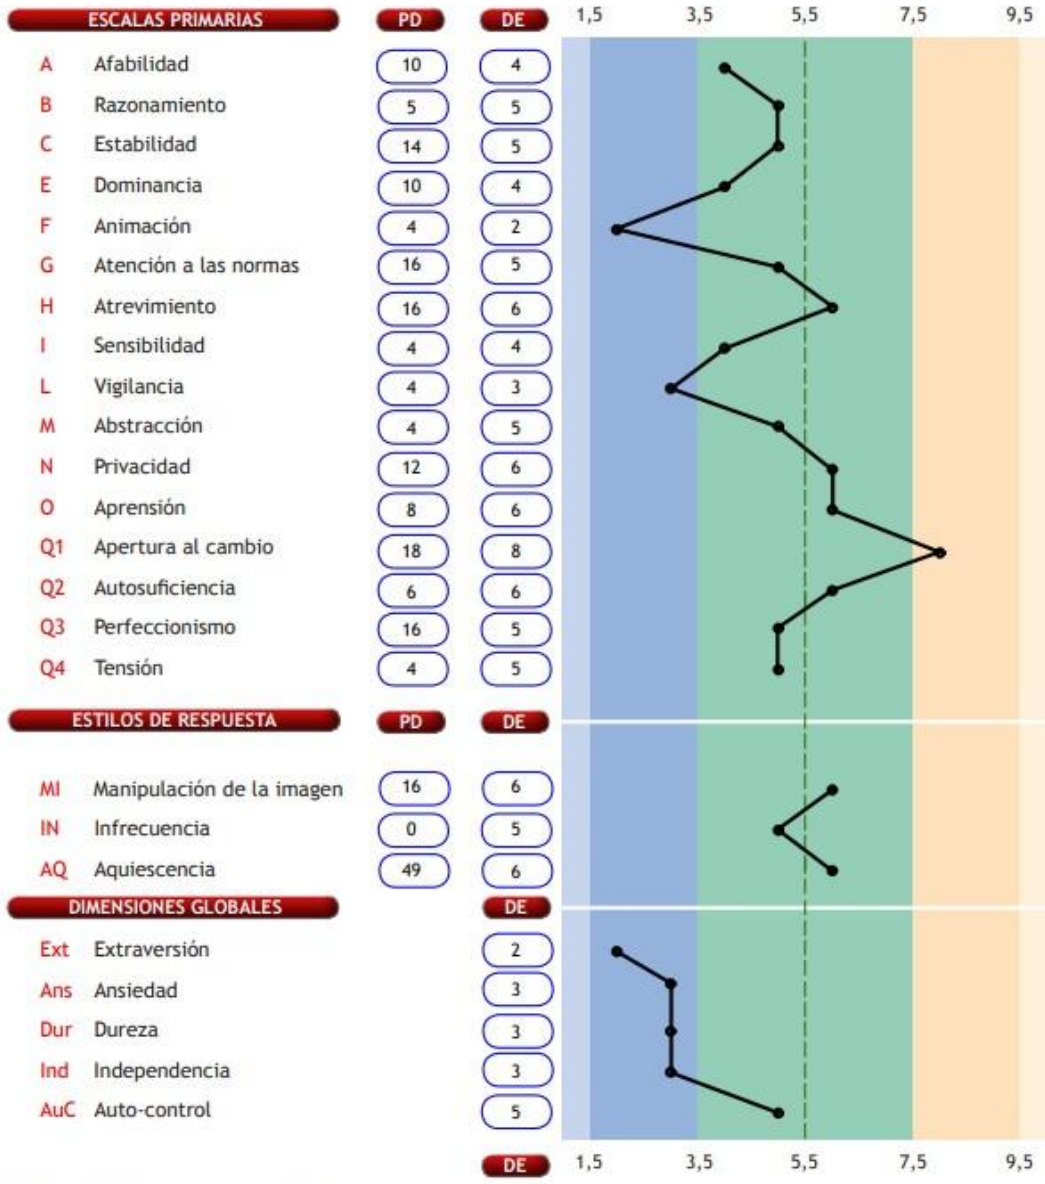 ESCALAS PRIMARIAS PD DE 1,5 3,5 5,5 7,5 9,5
A Afabilidad 10 4
B Razonamiento 5 5
C Estabilidad 14 5
E Dominancia 10 4
F Animación 4 2
G Atención a las normas 16 5
H Atrevimiento 16 6
I Sensibilidad 4 4
L Vigilancia 4 3
M Abstracción 4 5
N Privacidad 12 6
O Aprensión 8 6
Q1 Apertura al cambio 18 8
Q2 Autosuficiencia 6 6
Q3 Perfeccionismo 16 5
Q4 Tensión 4 5
ESTILOS DE RESPUESTA PD DE
MI Manipulación de la imagen 16 6
IN Infrecuencia 0 5
AQ Aquiescencia 49 6
DIMENSIONES GLOBALES DE
Ext Extraversión 2
Ans Ansiedad 3
Dur Dureza 3
Ind Independencia 3
AuC Auto-control 5
DE 1,5 3,5 5,5 7,5 9,5